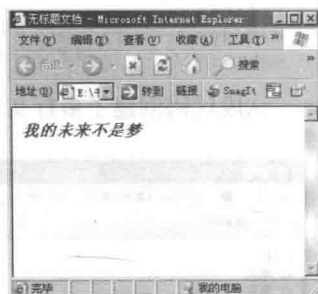 无标题文档 - Microsoft Internet Explorer
文件(F) 编辑(E) 查看(V) 收藏(A) 工具(T) »
后退 搜索 »
地址(D) E:\ 转到 链接 SnagIt
我的未来不是梦
完毕 我的电脑